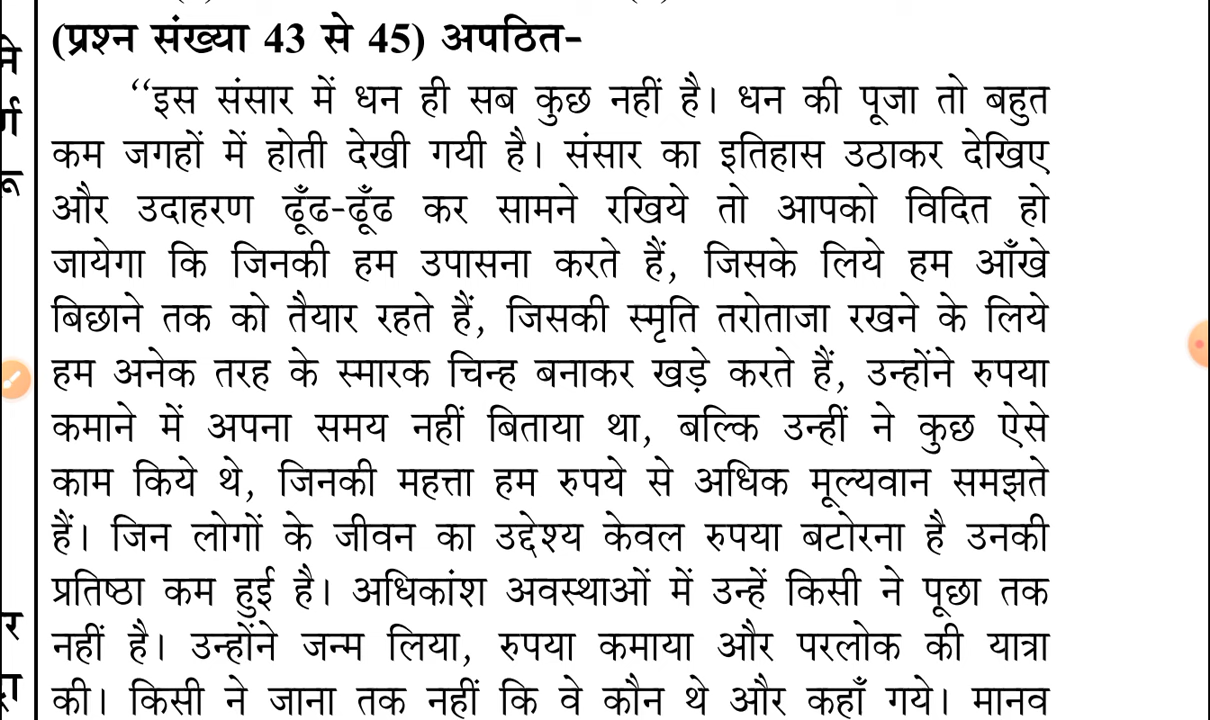 (प्रश्न संख्या 43 से 45) अपठित-
‘‘इस संसार में धन ही सब कुछ नहीं है। धन की पूजा तो बहुत
कम जगहों में होती देखी गयी है। संसार का इतिहास उठाकर देखिए
और उदाहरण ढूँढ-ढूँढ कर सामने रखिये तो आपको विदित हो
जायेगा कि जिनकी हम उपासना करते हैं, जिसके लिये हम आँखे
बिछाने तक को तैयार रहते हैं, जिसकी स्मृति तरोताजा रखने के लिये
हम अनेक तरह के स्मारक चिन्ह बनाकर खड़े करते हैं, उन्होंने रुपया
कमाने में अपना समय नहीं बिताया था, बल्कि उन्हीं ने कुछ ऐसे
काम किये थे, जिनकी महत्ता हम रुपये से अधिक मूल्यवान समझते
हैं। जिन लोगों के जीवन का उद्देश्य केवल रुपया बटोरना है उनकी
प्रतिष्ठा कम हुई है। अधिकांश अवस्थाओं में उन्हें किसी ने पूछा तक
नहीं है। उन्होंने जन्म लिया, रुपया कमाया और परलोक की यात्रा
की। किसी ने जाना तक नहीं कि वे कौन थे और कहाँ गये। मानव